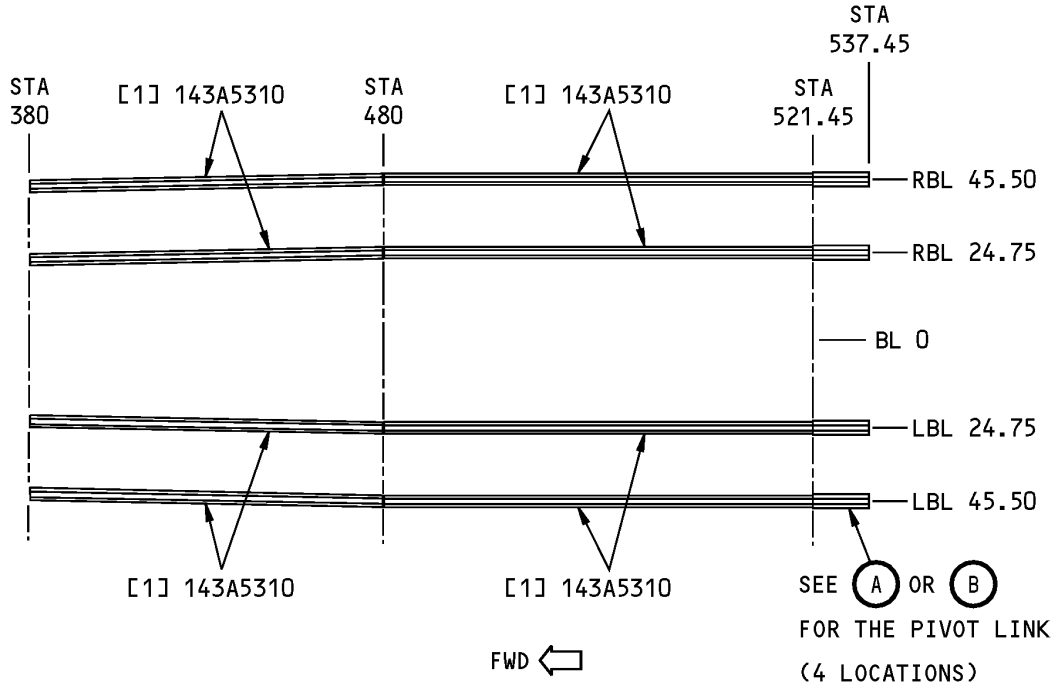 STA
537.45
STA
380
[1] 143A5310
STA
480
[1] 143A5310
STA
521.45
RBL 45.50
RBL 24.75
BL 0
LBL 24.75
LBL 45.50
[1] 143A5310
[1] 143A5310
SEE A OR B
FOR THE PIVOT LINK
(4 LOCATIONS)
FWD